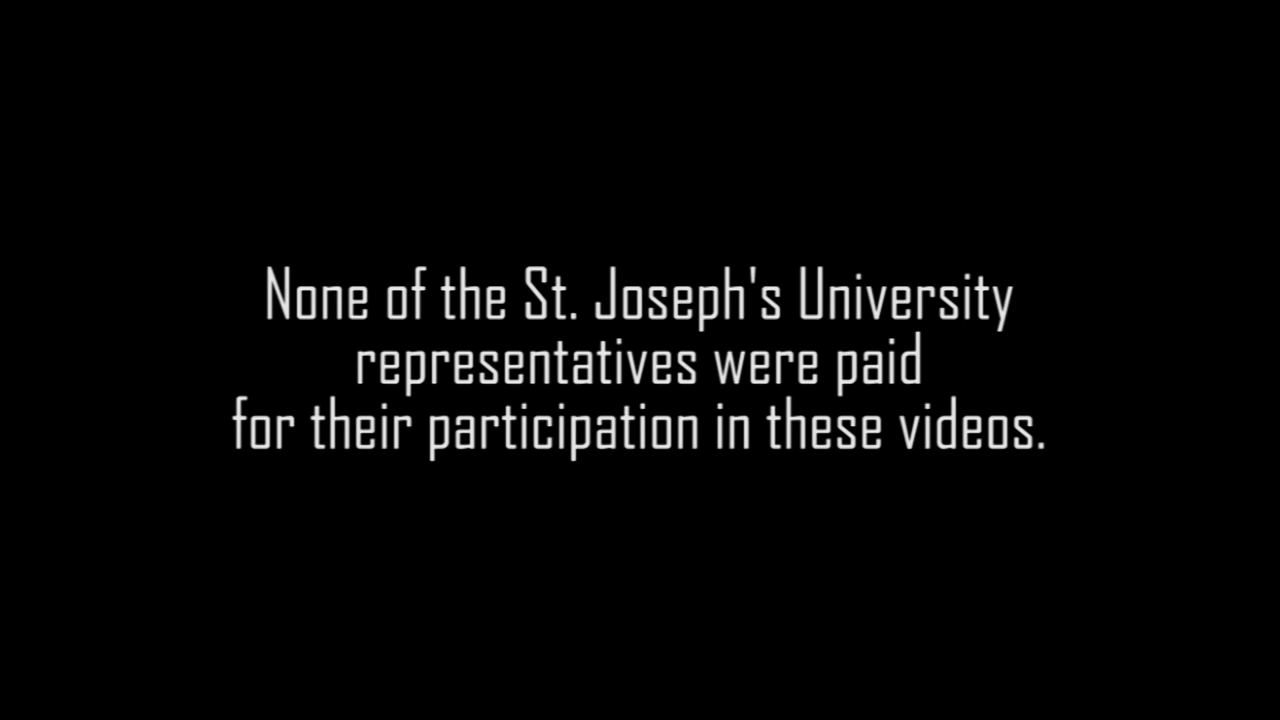 None of the St. Joseph's University
representatives were paid
for their participation in these videos.